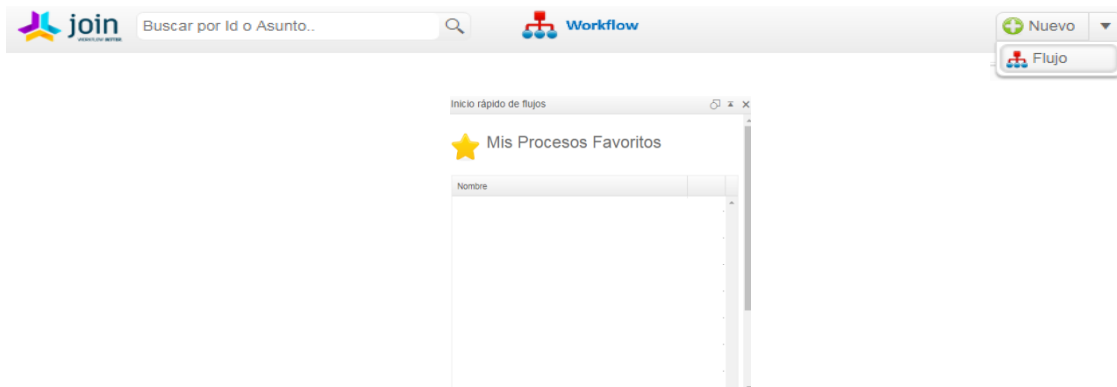 join
Buscar por Id o Asunto..
Workflow
Nuevo
Flujo
Inicio rápido de flujos
Mis Procesos Favoritos
Nombre